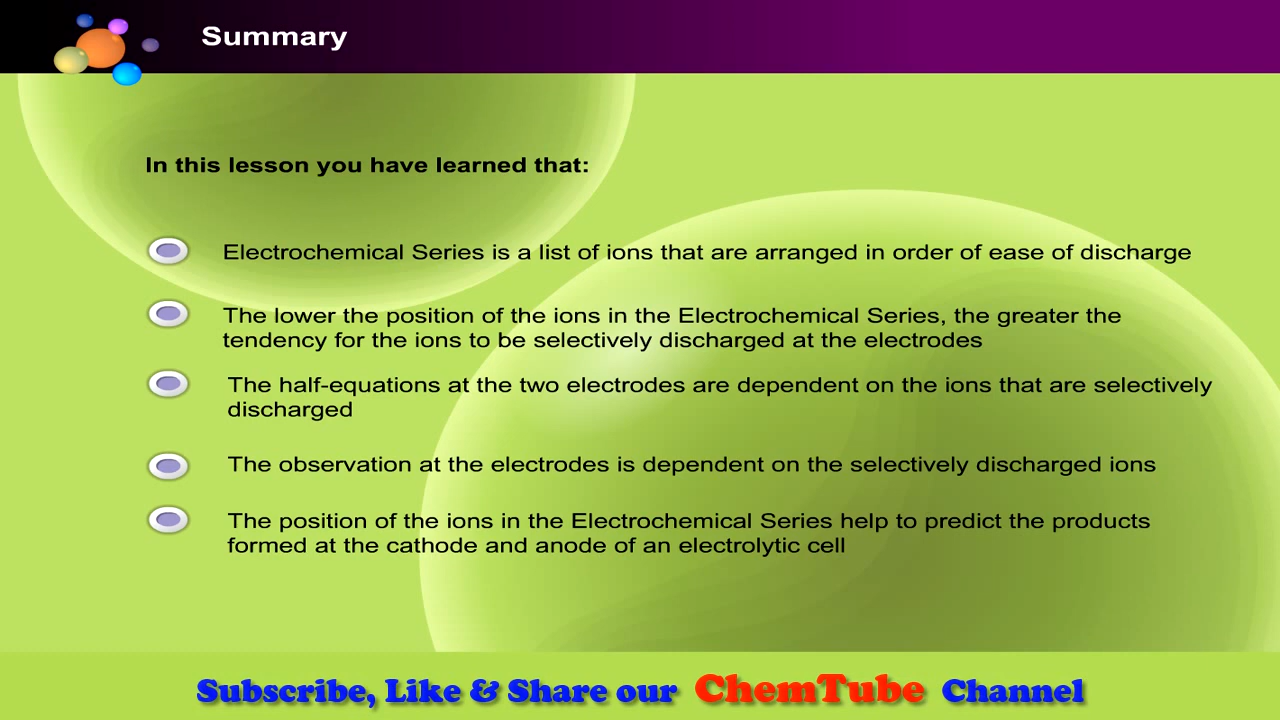 Summary
In this lesson you have learned that:
Electrochemical Series is a list of ions that are arranged in order of ease of discharge
The lower the position of the ions in the Electrochemical Series, the greater the
tendency for the ions to be selectively discharged at the electrodes
The half-equations at the two electrodes are dependent on the ions that are selectively
discharged
The observation at the electrodes is dependent on the selectively discharged ions
The position of the ions in the Electrochemical Series help to predict the products
formed at the cathode and anode of an electrolytic cell
Subscribe, Like & Share our ChemTube Channel